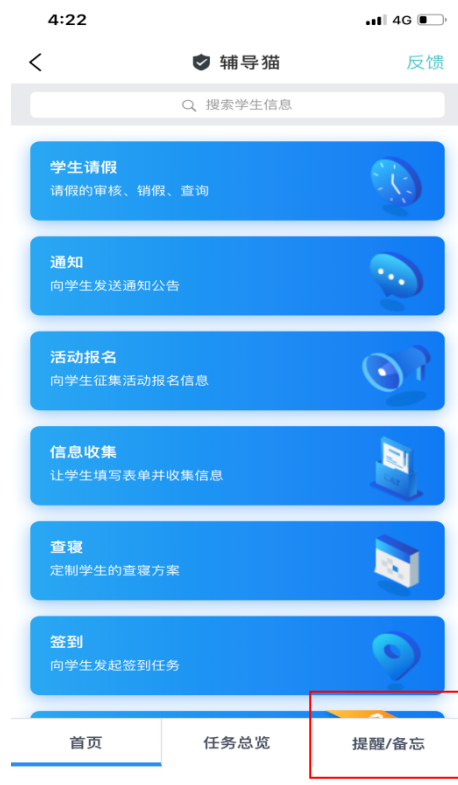 4:22
4G
辅导猫
反馈
搜索学生信息
学生请假
请假的审核、销假、查询
通知
向学生发送通知公告
活动报名
向学生征集活动报名信息
信息收集
让学生填写表单并收集信息
查寝
定制学生的查寝方案
签到
向学生发起签到任务
首页
任务总览
提醒/备忘